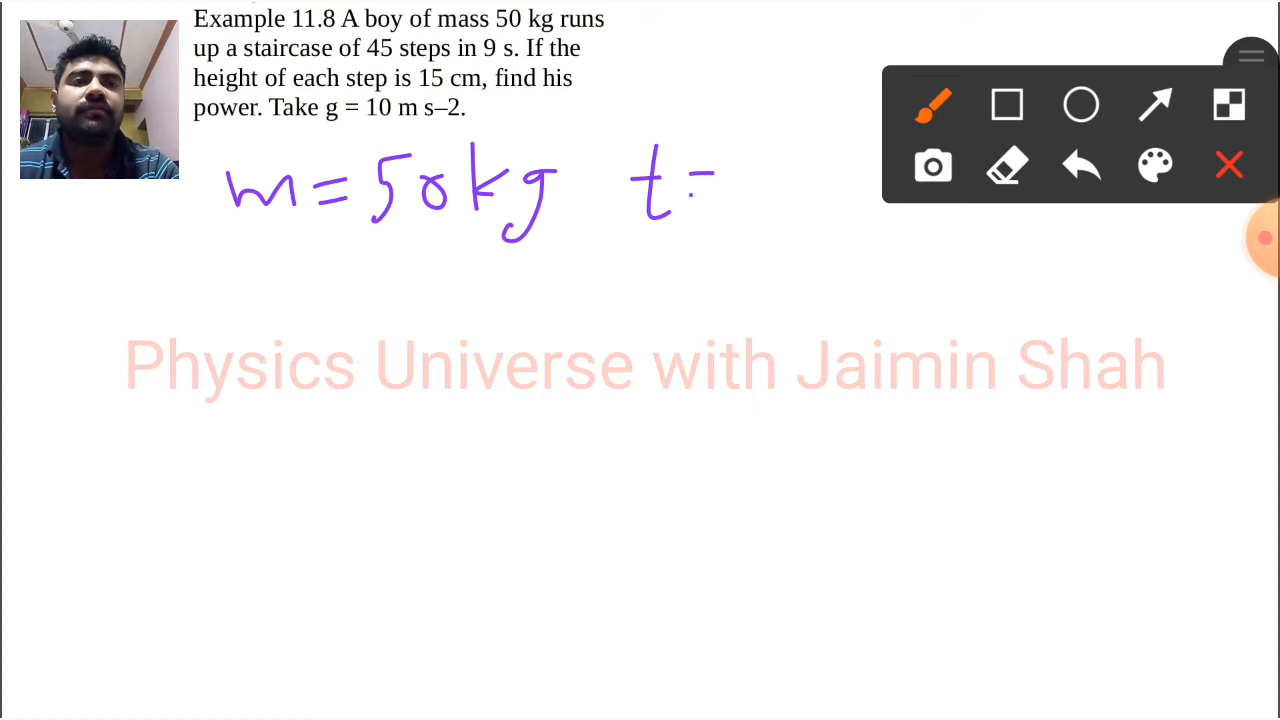 Example 11.8 A boy of mass 50 kg runs
up a staircase of 45 steps in 9 s. If the
height of each step is 15 cm, find his
power. Take g = 10 m s–2.
m = 50 kg t =
Physics Universe with Jaimin Shah